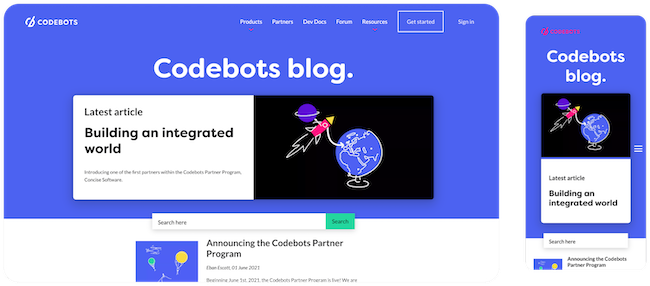 CODEBOTS
Products Partners Dev Docs Forum Resources Get started Sign in
Codebots blog.
Latest article
Building an integrated
world
Introducing one of the first partners within the Codebots Partner Program,
Concise Software.
Search here Search
Announcing the Codebots Partner
Program
Eban Escott, 01 June 2021
Beginning June 1st, 2021, the Codebots Partner Program is live! We are
CODEBOTS
Codebots
blog.
Latest article
Building an
integrated world
Search here
Announcing the Codebots
Partner Program